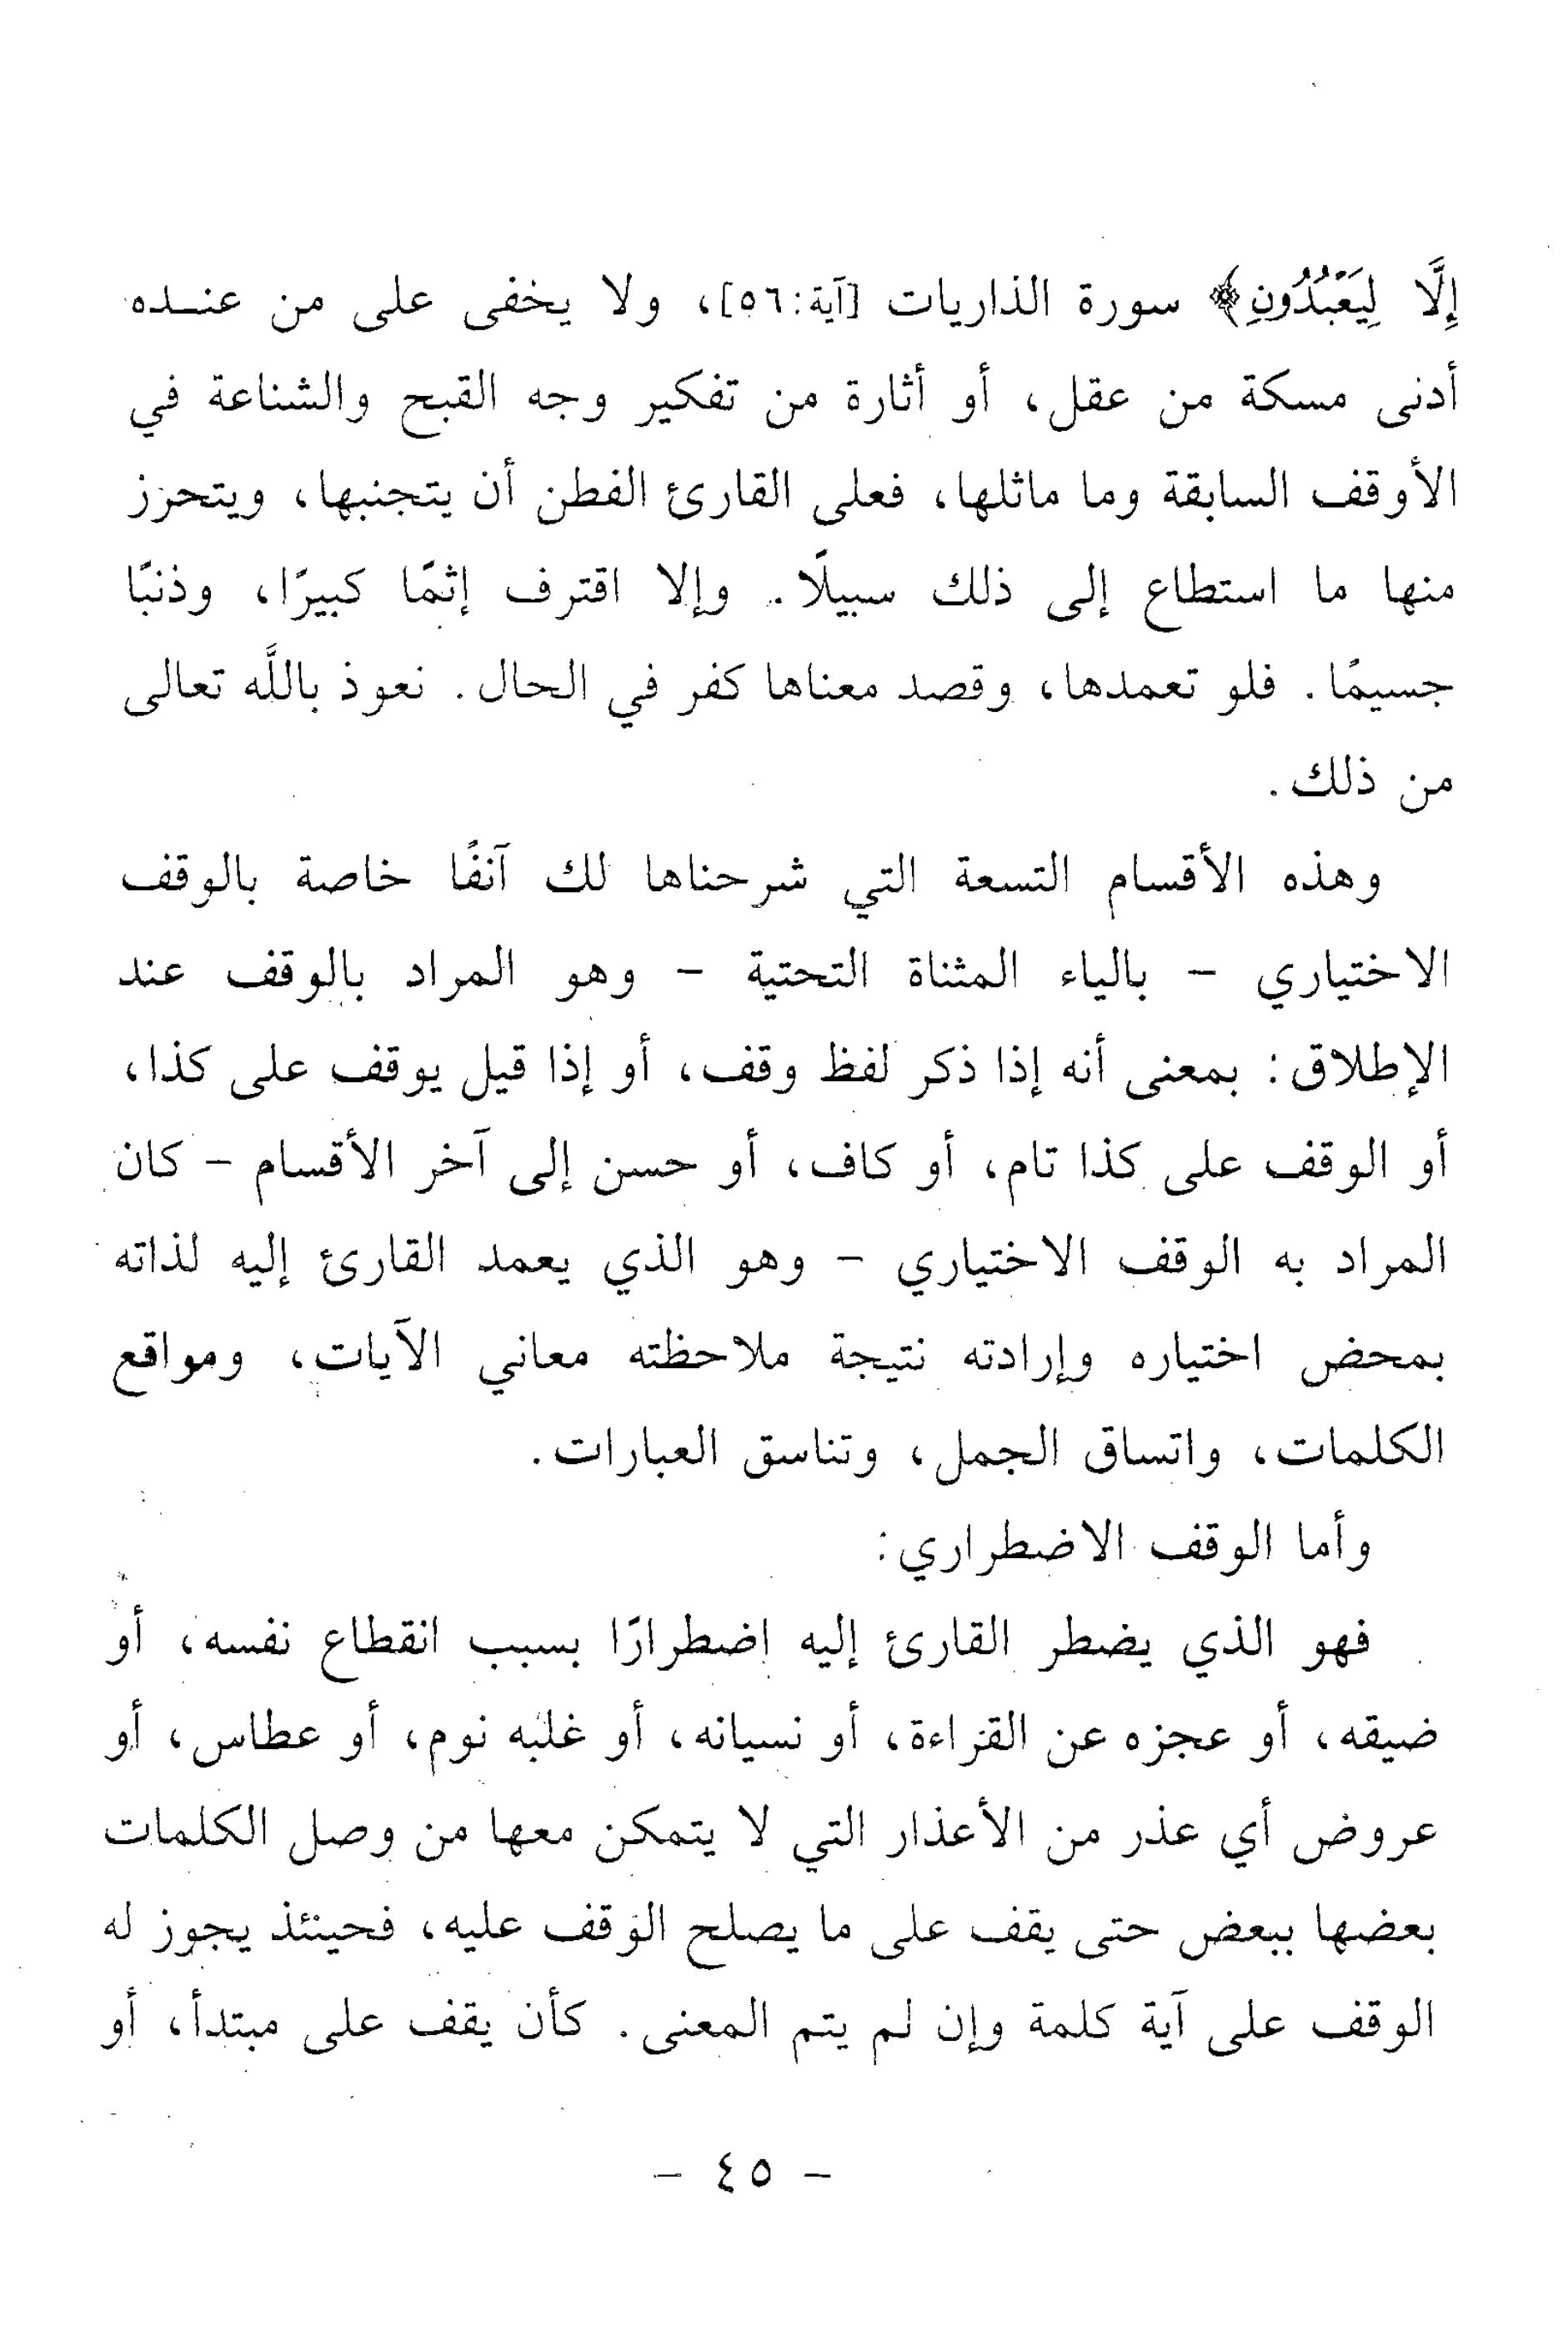 إِلَّا لِيَعْبُدُونِ﴾ سورة الذاريات [آية:٥٦]، ولا يخفى على من عنده
أدنى مسكة من عقل، أو أثارة من تفكير وجه القبح والشناعة في
الأوقف السابقة وما ماثلها، فعلى القارئ الفطن أن يتجنبها، ويتحرز
منها ما استطاع إلى ذلك سبيلًا. وإلا اقترف إثمًا كبيرًا، وذنبًا
جسيمًا. فلو تعمدها، وقصد معناها كفر في الحال. نعوذ باللَّه تعالى
من ذلك.
وهذه الأقسام التسعة التي شرحناها لك آنفًا خاصة بالوقف
الاختياري - بالياء المثناة التحتية - وهو المراد بالوقف عند
الإطلاق: بمعنى أنه إذا ذكر لفظ وقف، أو إذا قيل يوقف على كذا،
أو الوقف على كذا تام، أو كاف، أو حسن إلى آخر الأقسام - كان
المراد به الوقف الاختياري - وهو الذي يعمد القارئ إليه لذاته
بمحض اختياره وإرادته نتيجة ملاحظته معاني الآيات، ومواقع
الكلمات، واتساق الجمل، وتناسق العبارات.
وأما الوقف الاضطراري:
فهو الذي يضطر القارئ إليه اضطرارًا بسبب انقطاع نفسه، أو
ضيقه، أو عجزه عن القراءة، أو نسيانه، أو غلبه نوم، أو عطاس، أو
عروض أي عذر من الأعذار التي لا يتمكن معها من وصل الكلمات
بعضها ببعض حتى يقف على ما يصلح الوقف عليه، فحينئذ يجوز له
الوقف على آية كلمة وإن لم يتم المعنى. كأن يقف على مبتدأ، أو
- ٤٥ -